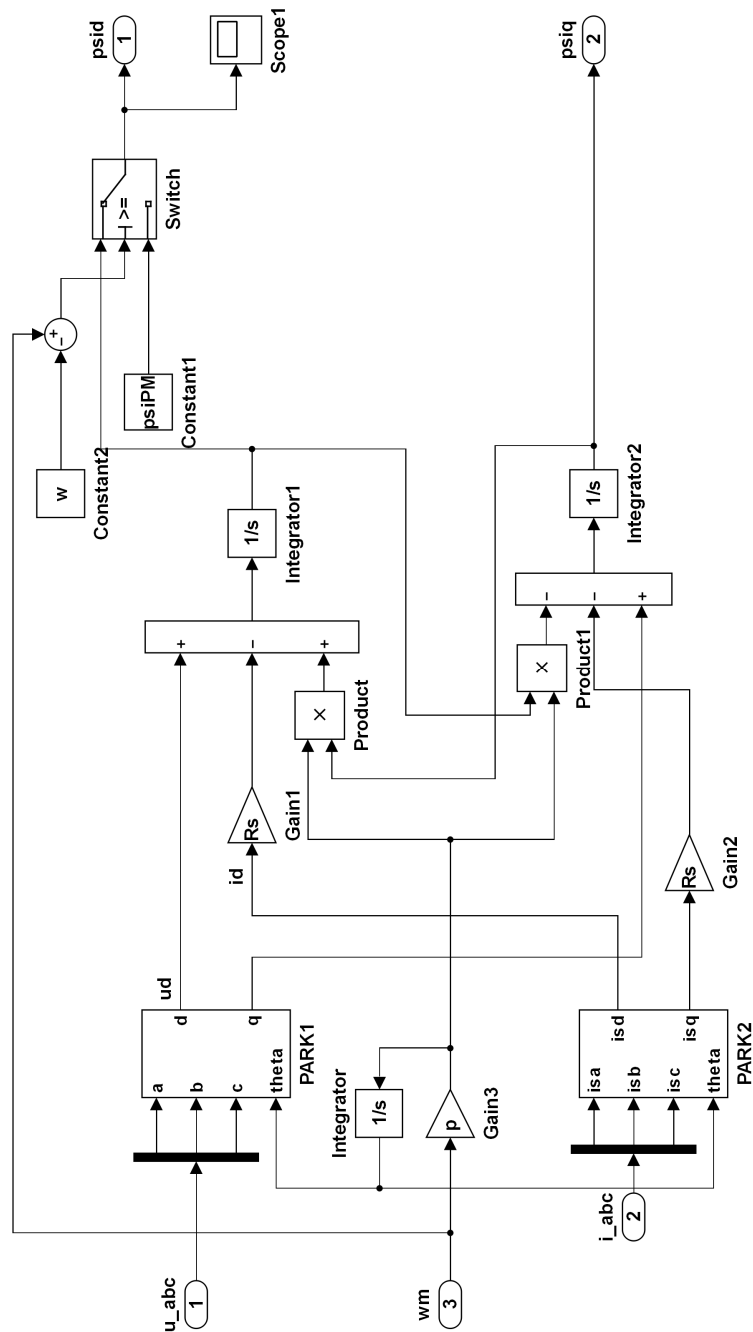 u_abc
1
wm
3
i_abc
2
a
b
c
theta
d
q
PARK1
ud
1/s
Integrator
p
Gain3
isa
isb
isc
theta
isd
isq
PARK2
id
Rs
Gain1
Rs
Gain2
×
Product
×
Product1
+
−
+
1/s
Integrator1
−
−
+
1/s
Integrator2
w
Constant2
psiPM
Constant1
+
−
>=
Switch
psid
1
Scope1
psiq
2